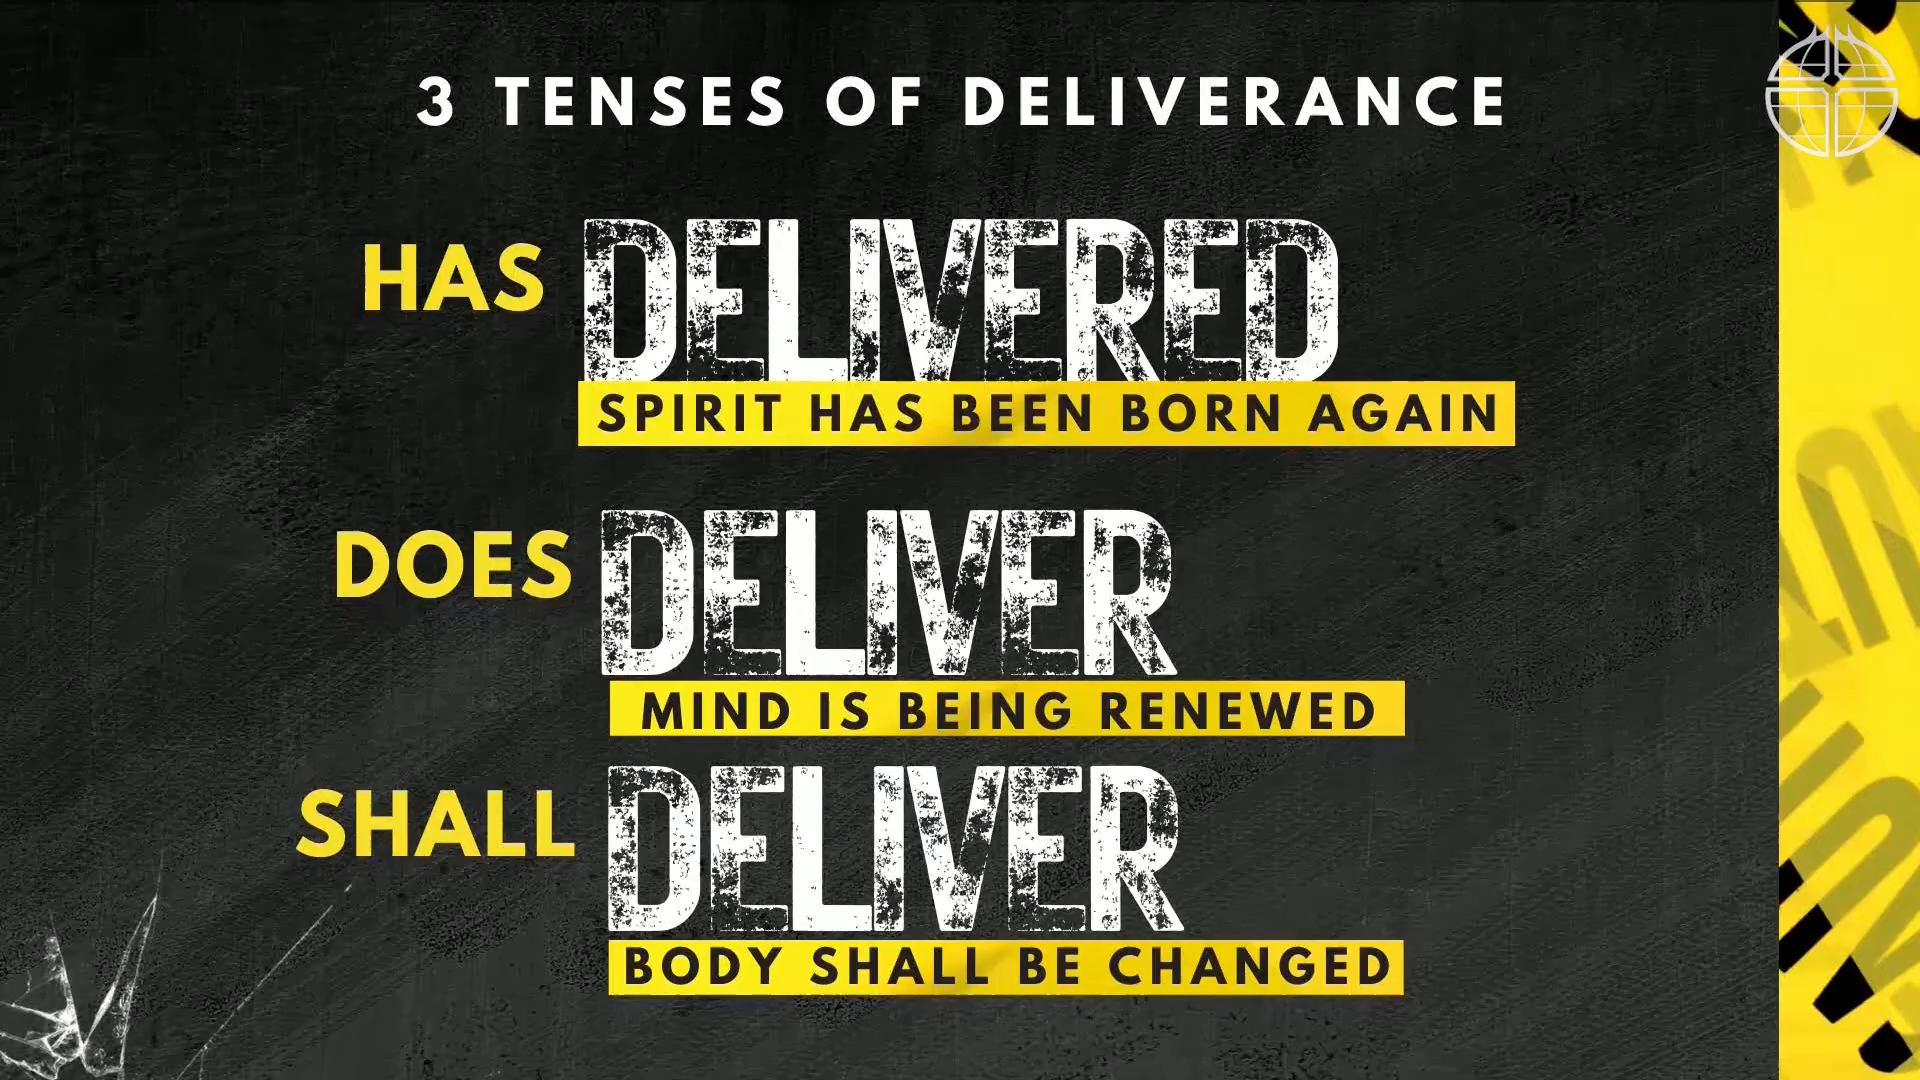 3 TENSES OF DELIVERANCE
HAS DELIVERED
SPIRIT HAS BEEN BORN AGAIN
DOES DELIVER
MIND IS BEING RENEWED
SHALL DELIVER
BODY SHALL BE CHANGED